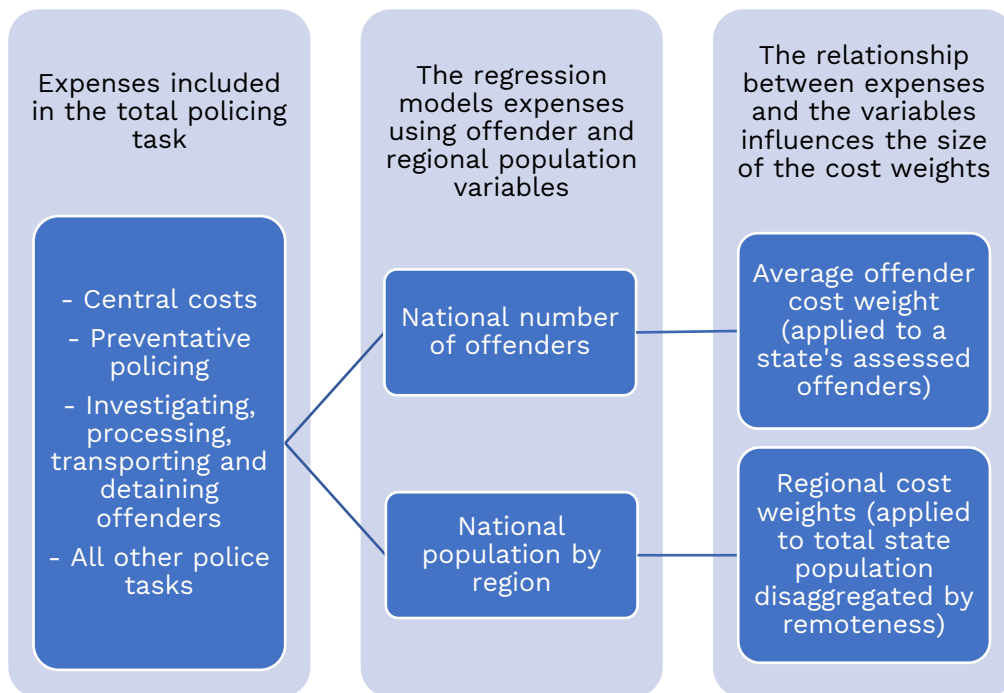 Expenses included
in the total policing
task
- Central costs
- Preventative
policing
- Investigating,
processing,
transporting and
detaining
offenders
- All other police
tasks
The regression
models expenses
using offender and
regional population
variables
National number
of offenders
National
population by
region
The relationship
between expenses
and the variables
influences the size
of the cost weights
Average offender
cost weight
(applied to a
state's assessed
offenders)
Regional cost
weights (applied
to total state
population
disaggregated by
remoteness)